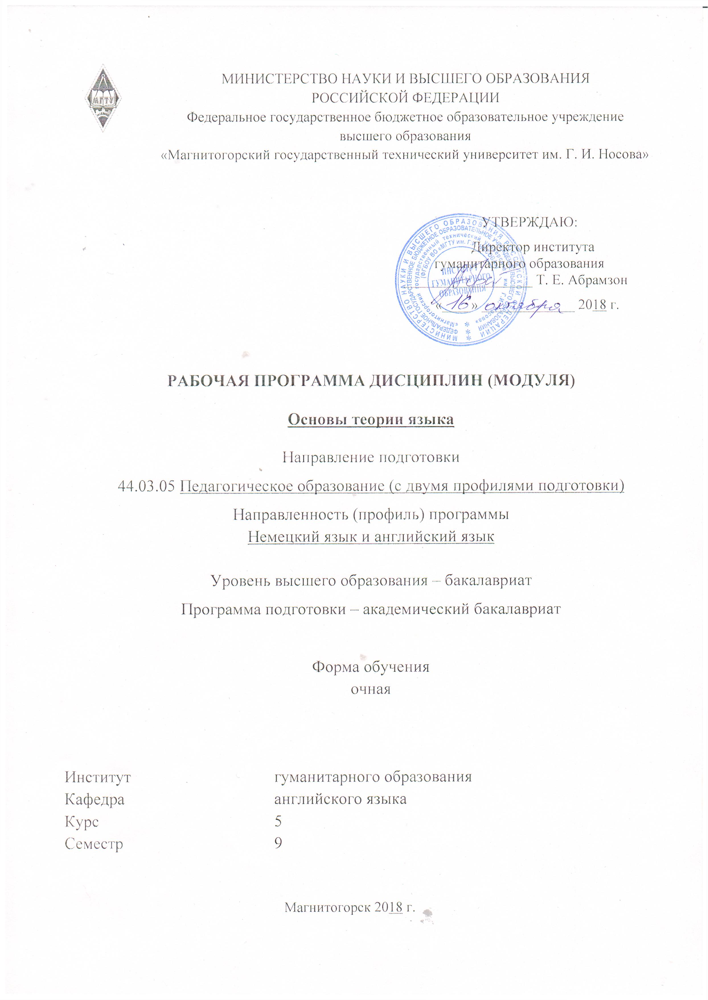 МГТУ
МИНИСТЕРСТВО НАУКИ И ВЫСШЕГО ОБРАЗОВАНИЯ
РОССИЙСКОЙ ФЕДЕРАЦИИ
Федеральное государственное бюджетное образовательное учреждение
высшего образования
«Магнитогорский государственный технический университет им. Г. И. Носова»
УТВЕРЖДАЮ:
Директор института
гуманитарного образования
Т. Е. Абрамзон
«16» октября 2018 г.
МИНИСТЕРСТВО НАУКИ И ВЫСШЕГО ОБРАЗОВАНИЯ РОССИЙСКОЙ ФЕДЕРАЦИИ
ФЕДЕРАЛЬНОЕ ГОСУДАРСТВЕННОЕ БЮДЖЕТНОЕ ОБРАЗОВАТЕЛЬНОЕ УЧРЕЖДЕНИЕ ВЫСШЕГО ОБРАЗОВАНИЯ
«Магнитогорский государственный технический университет им. Г.И. Носова»
(ФГБОУ ВО «МГТУ им. Г.И. НОСОВА»)
ИНСТИТУТ
ГУМАНИТАРНОГО
ОБРАЗОВАНИЯ
РАБОЧАЯ ПРОГРАММА ДИСЦИПЛИН (МОДУЛЯ)
Основы теории языка
Направление подготовки
44.03.05 Педагогическое образование (с двумя профилями подготовки)
Направленность (профиль) программы
Немецкий язык и английский язык
Уровень высшего образования – бакалавриат
Программа подготовки – академический бакалавриат
Форма обучения
очная
Институт гуманитарного образования
Кафедра английского языка
Курс 5
Семестр 9
Магнитогорск 2018 г.